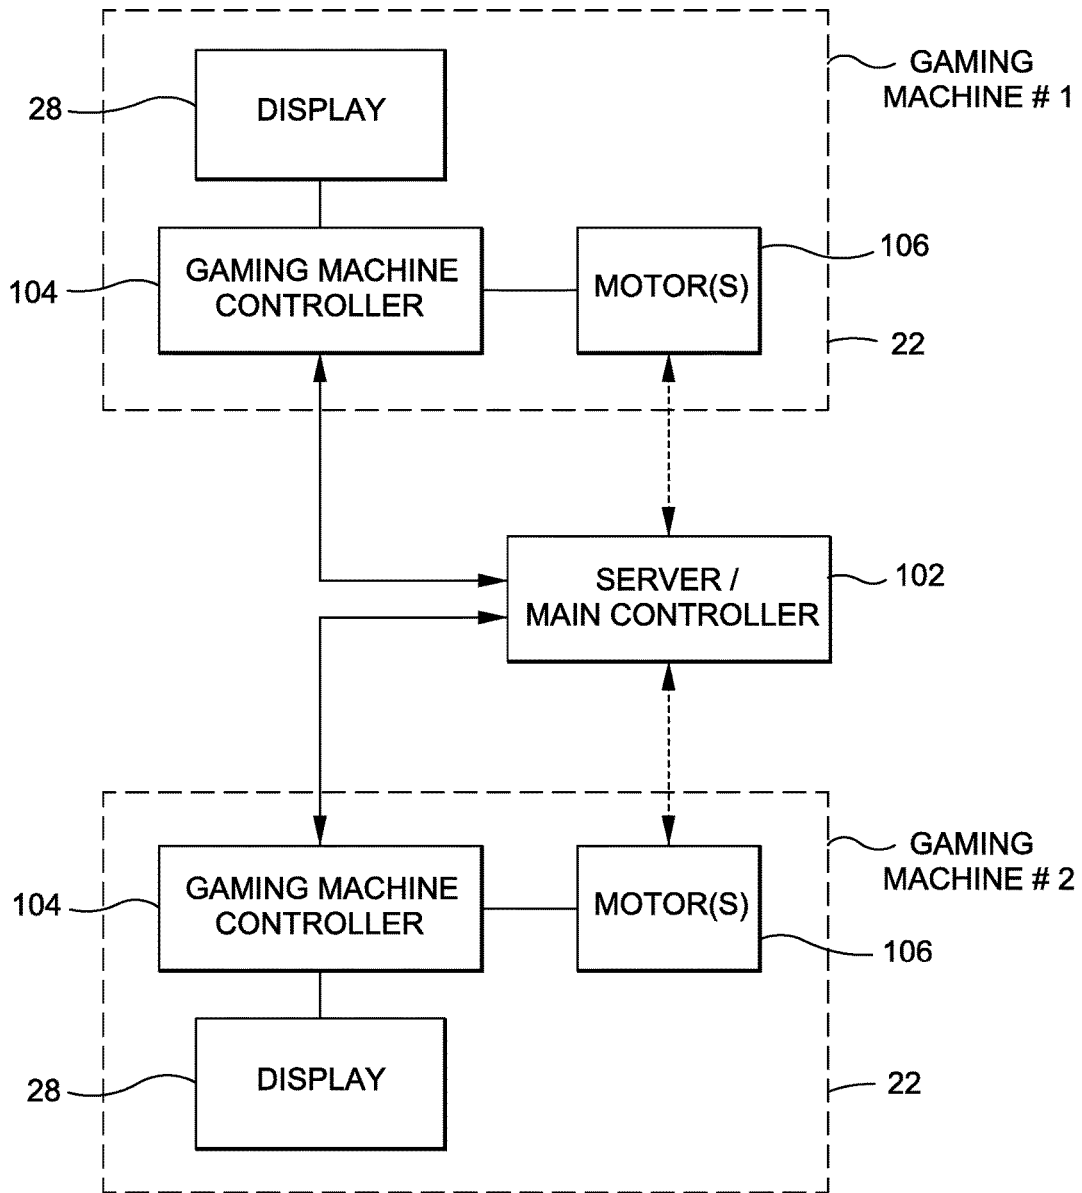 GAMING
MACHINE # 1
28
DISPLAY
106
104
GAMING MACHINE
CONTROLLER
MOTOR(S)
22
SERVER /
MAIN CONTROLLER
102
GAMING
MACHINE # 2
104
GAMING MACHINE
CONTROLLER
MOTOR(S)
106
28
DISPLAY
22